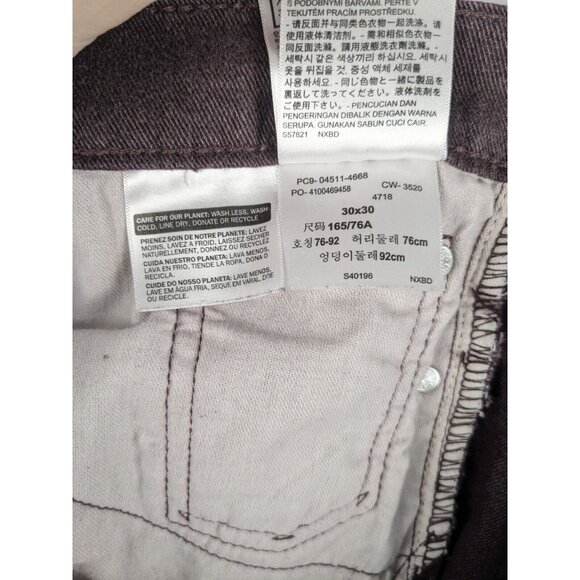 S PODOBNÝMI BARVAMI. PERTE V
TEKUTÉM PRACÍM PROSTŘEDKU.
- 请反面并与同类色衣物一起洗涤。请
使用液体清洁剂。- 需和相似色衣物一
同反面洗滌。請用液態洗衣劑洗滌。-
세탁시 같은 색상끼리 세탁, 세탁시
옷을 뒤집을 것. 중성 액체 세제를
사용하세요. - 同じ色物と一緒に製品を
裏返して洗ってください。液体洗剤をご
使用下さい。- PENCUCIAN DAN
PENGERINGAN DIBALIK DENGAN WARNA
SERUPA. GUNAKAN SABUN CUCI CAIR.
S57821 NXBD
CARE FOR OUR PLANET: WASH LESS, WASH
COLD, LINE DRY, DONATE OR RECYCLE
PRENEZ SOIN DE NOTRE PLANÈTE: LAVEZ
MOINS, LAVEZ À FROID, LAISSEZ SÉCHER
NATURELLEMENT, DONNEZ OU RECYCLEZ
CUIDA NUESTRO PLANETA: LAVA MENOS,
LAVA EN FRÍO, TIENDE LA ROPA, DONA O
RECICLA.
CUIDE DO NOSSO PLANETA: LAVE MENOS,
LAVE EM ÁGUA FRIA, SEQUE EM VARAL, DOE
OU RECICLE
PC9- 04511-4668
PO- 4100469458 CW- 3520
4718
30x30
尺码 165/76A
호칭 76-92 허리둘레 76cm
엉덩이둘레 92cm
S40196 NXBD